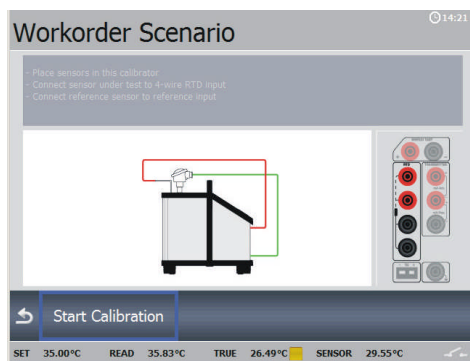 14:21
Workorder Scenario
- Place sensors in this calibrator
- Connect sensor under test to 4-wire RTD input
- Connect reference sensor to reference input
RTD
Start Calibration
SET 35.00°C READ 35.83°C TRUE 26.49°C SENSOR 29.55°C